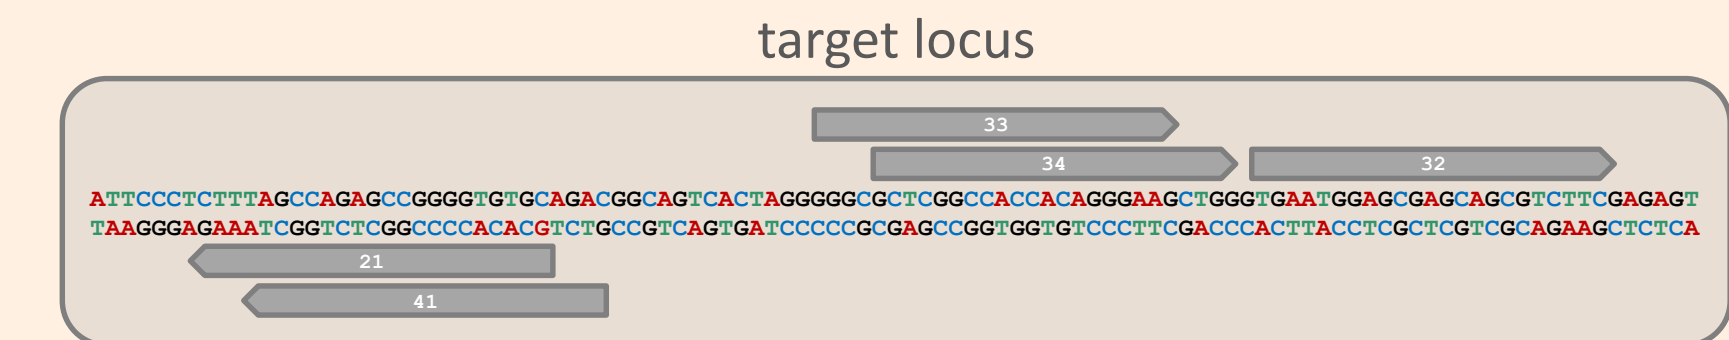 target locus
33
34
32
ATTCCCTCTTTAGCCAGAGCCGGGGTGTGCAGACGGCAGTCACTAGGGGGCGCTCGGCCACCACAGGGAAGCTGGGTGAATGGAGCGAGCAGCGTCTTCGAGAGT
TAAGGGAGAAATCGGTCTCGGCCCCACACGTCTGCCGTCAGTGATCCCCCGCGAGCCGGTGGTGTCCCTTCGACCCACTTACCTCGCTCGTCGCAGAAGCTCTCA
21
41